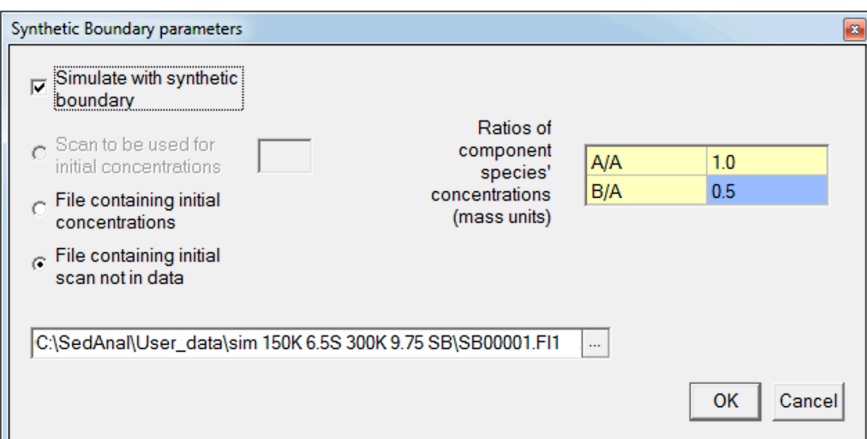 Synthetic Boundary parameters
Simulate with synthetic
boundary
Scan to be used for
initial concentrations
File containing initial
concentrations
File containing initial
scan not in data
Ratios of
component
species'
concentrations
(mass units)
A/A 1.0
B/A 0.5
C:\SedAnal\User_data\sim 150K 6.5S 300K 9.75 SB\SB00001.FI1 ...
OK Cancel